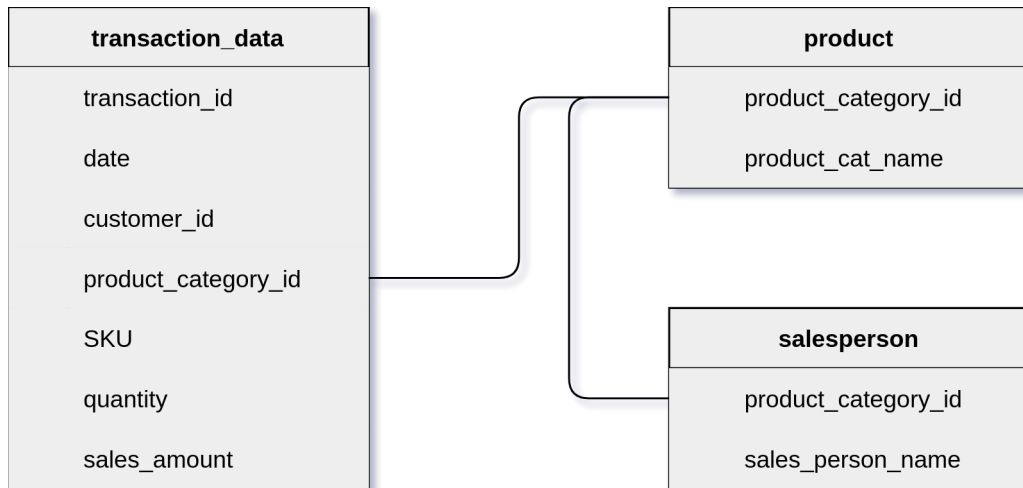 transaction_data
transaction_id
date
customer_id
product_category_id
SKU
quantity
sales_amount
product
product_category_id
product_cat_name
salesperson
product_category_id
sales_person_name